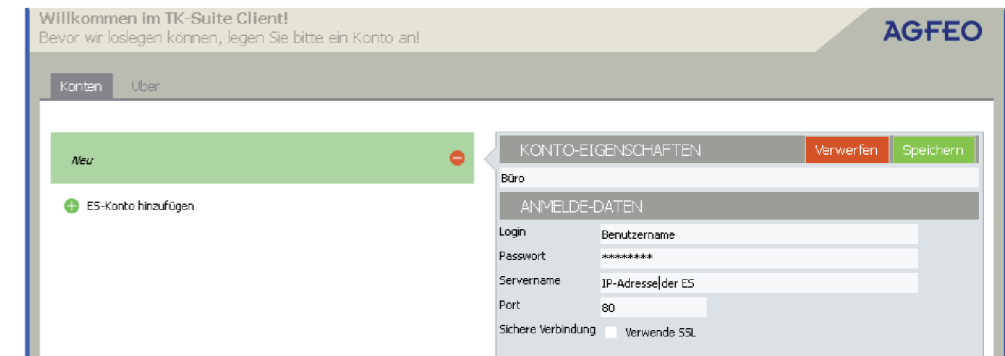 Willkommen im TK-Suite Client!
Bevor wir loslegen können, legen Sie bitte ein Konto an!
AGFEO
Konten Über
Neu
ES-Konto hinzufügen
KONTO-EIGENSCHAFTEN Verwerfen Speichern
Büro
ANMELDE-DATEN
Login Benutzername
Passwort ********
Servername IP-Adresse der ES
Port 80
Sichere Verbindung Verwende SSL